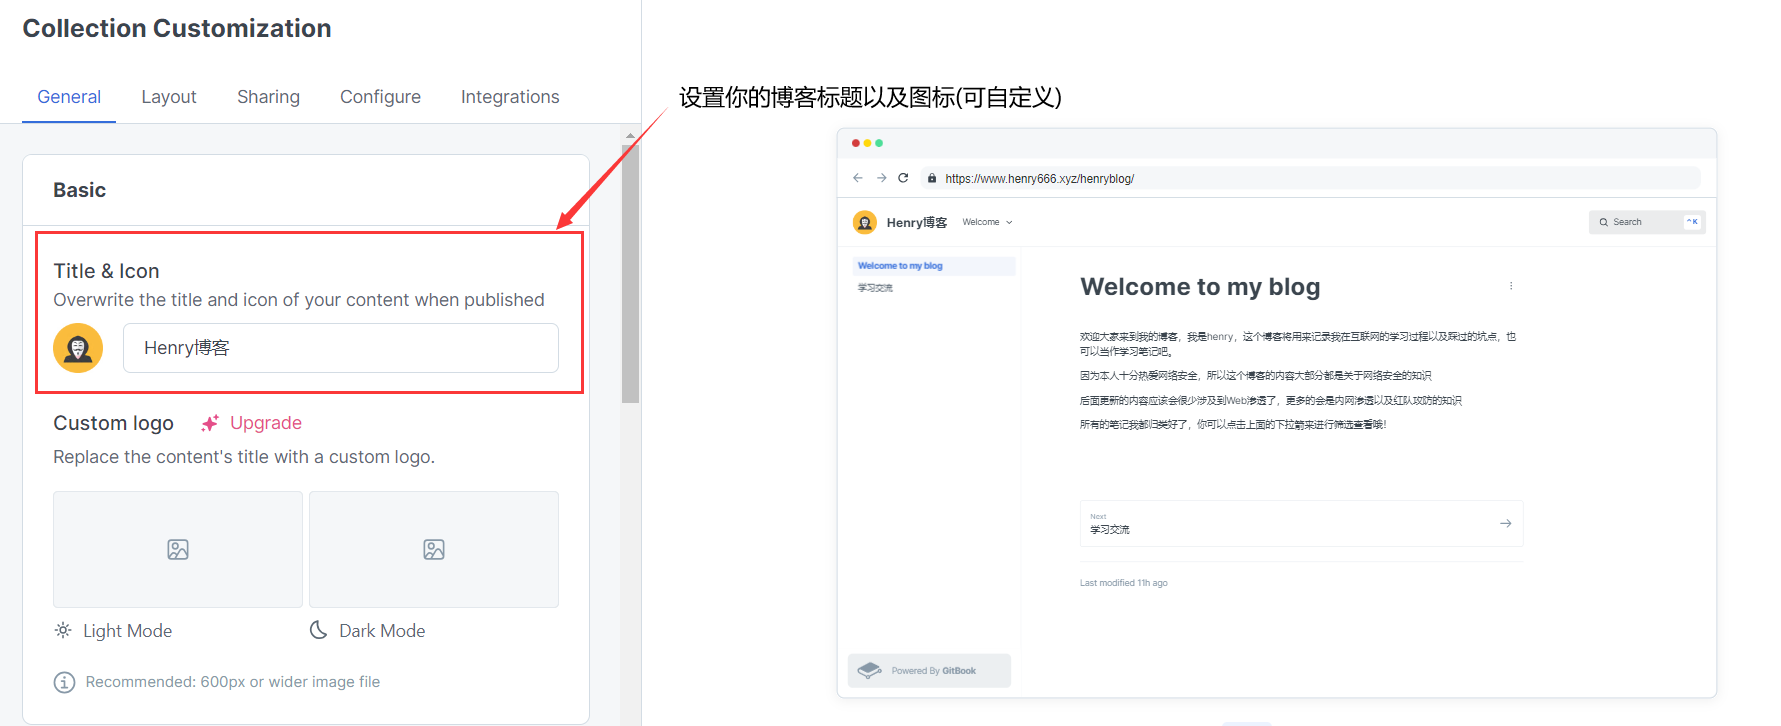 Collection Customization
General
Layout
Sharing
Configure
Integrations
设置你的博客标题以及图标(可自定义)
Basic
Title & Icon
Overwrite the title and icon of your content when published
Henry博客
Custom logo
Upgrade
Replace the content's title with a custom logo.
Light Mode
Dark Mode
Recommended: 600px or wider image file
https://www.henry666.xyz/henryblog/
Henry博客
Welcome
Search
^K
Welcome to my blog
学习交流
Welcome to my blog
欢迎大家来到我的博客，我是henry，这个博客将用来记录我在互联网的学习过程以及踩过的坑点，也
可以当作学习笔记吧。
因为本人十分热爱网络安全，所以这个博客的内容大部分都是关于网络安全的知识
后面更新的内容应该会很少涉及到Web渗透了，更多的会是内网渗透以及红队攻防的知识
所有的笔记我都归类好了，你可以点击上面的下拉箭来进行筛选查看哦！
Next
学习交流
Last modified 11h ago
Powered By GitBook